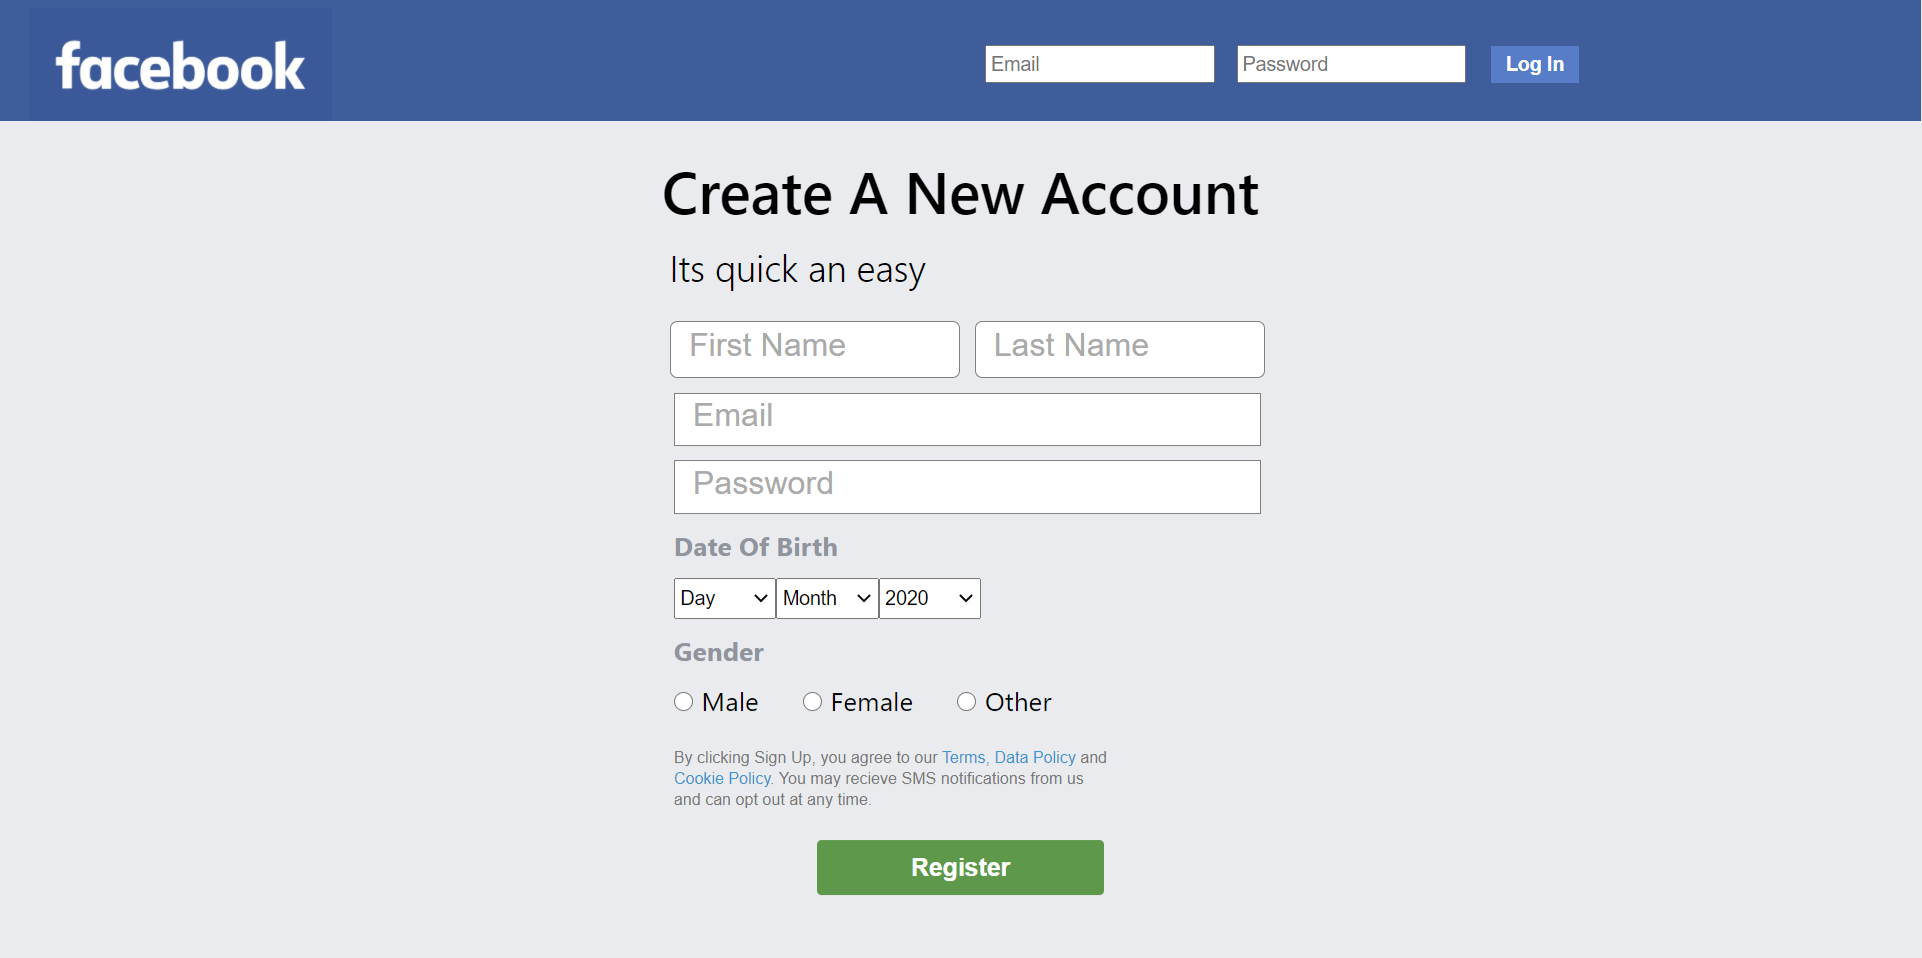 facebook
Email Password Log In
Create A New Account
Its quick an easy
First Name Last Name
Email
Password
Date Of Birth
Day Month 2020
Gender
Male Female Other
By clicking Sign Up, you agree to our Terms, Data Policy and
Cookie Policy. You may recieve SMS notifications from us
and can opt out at any time.
Register